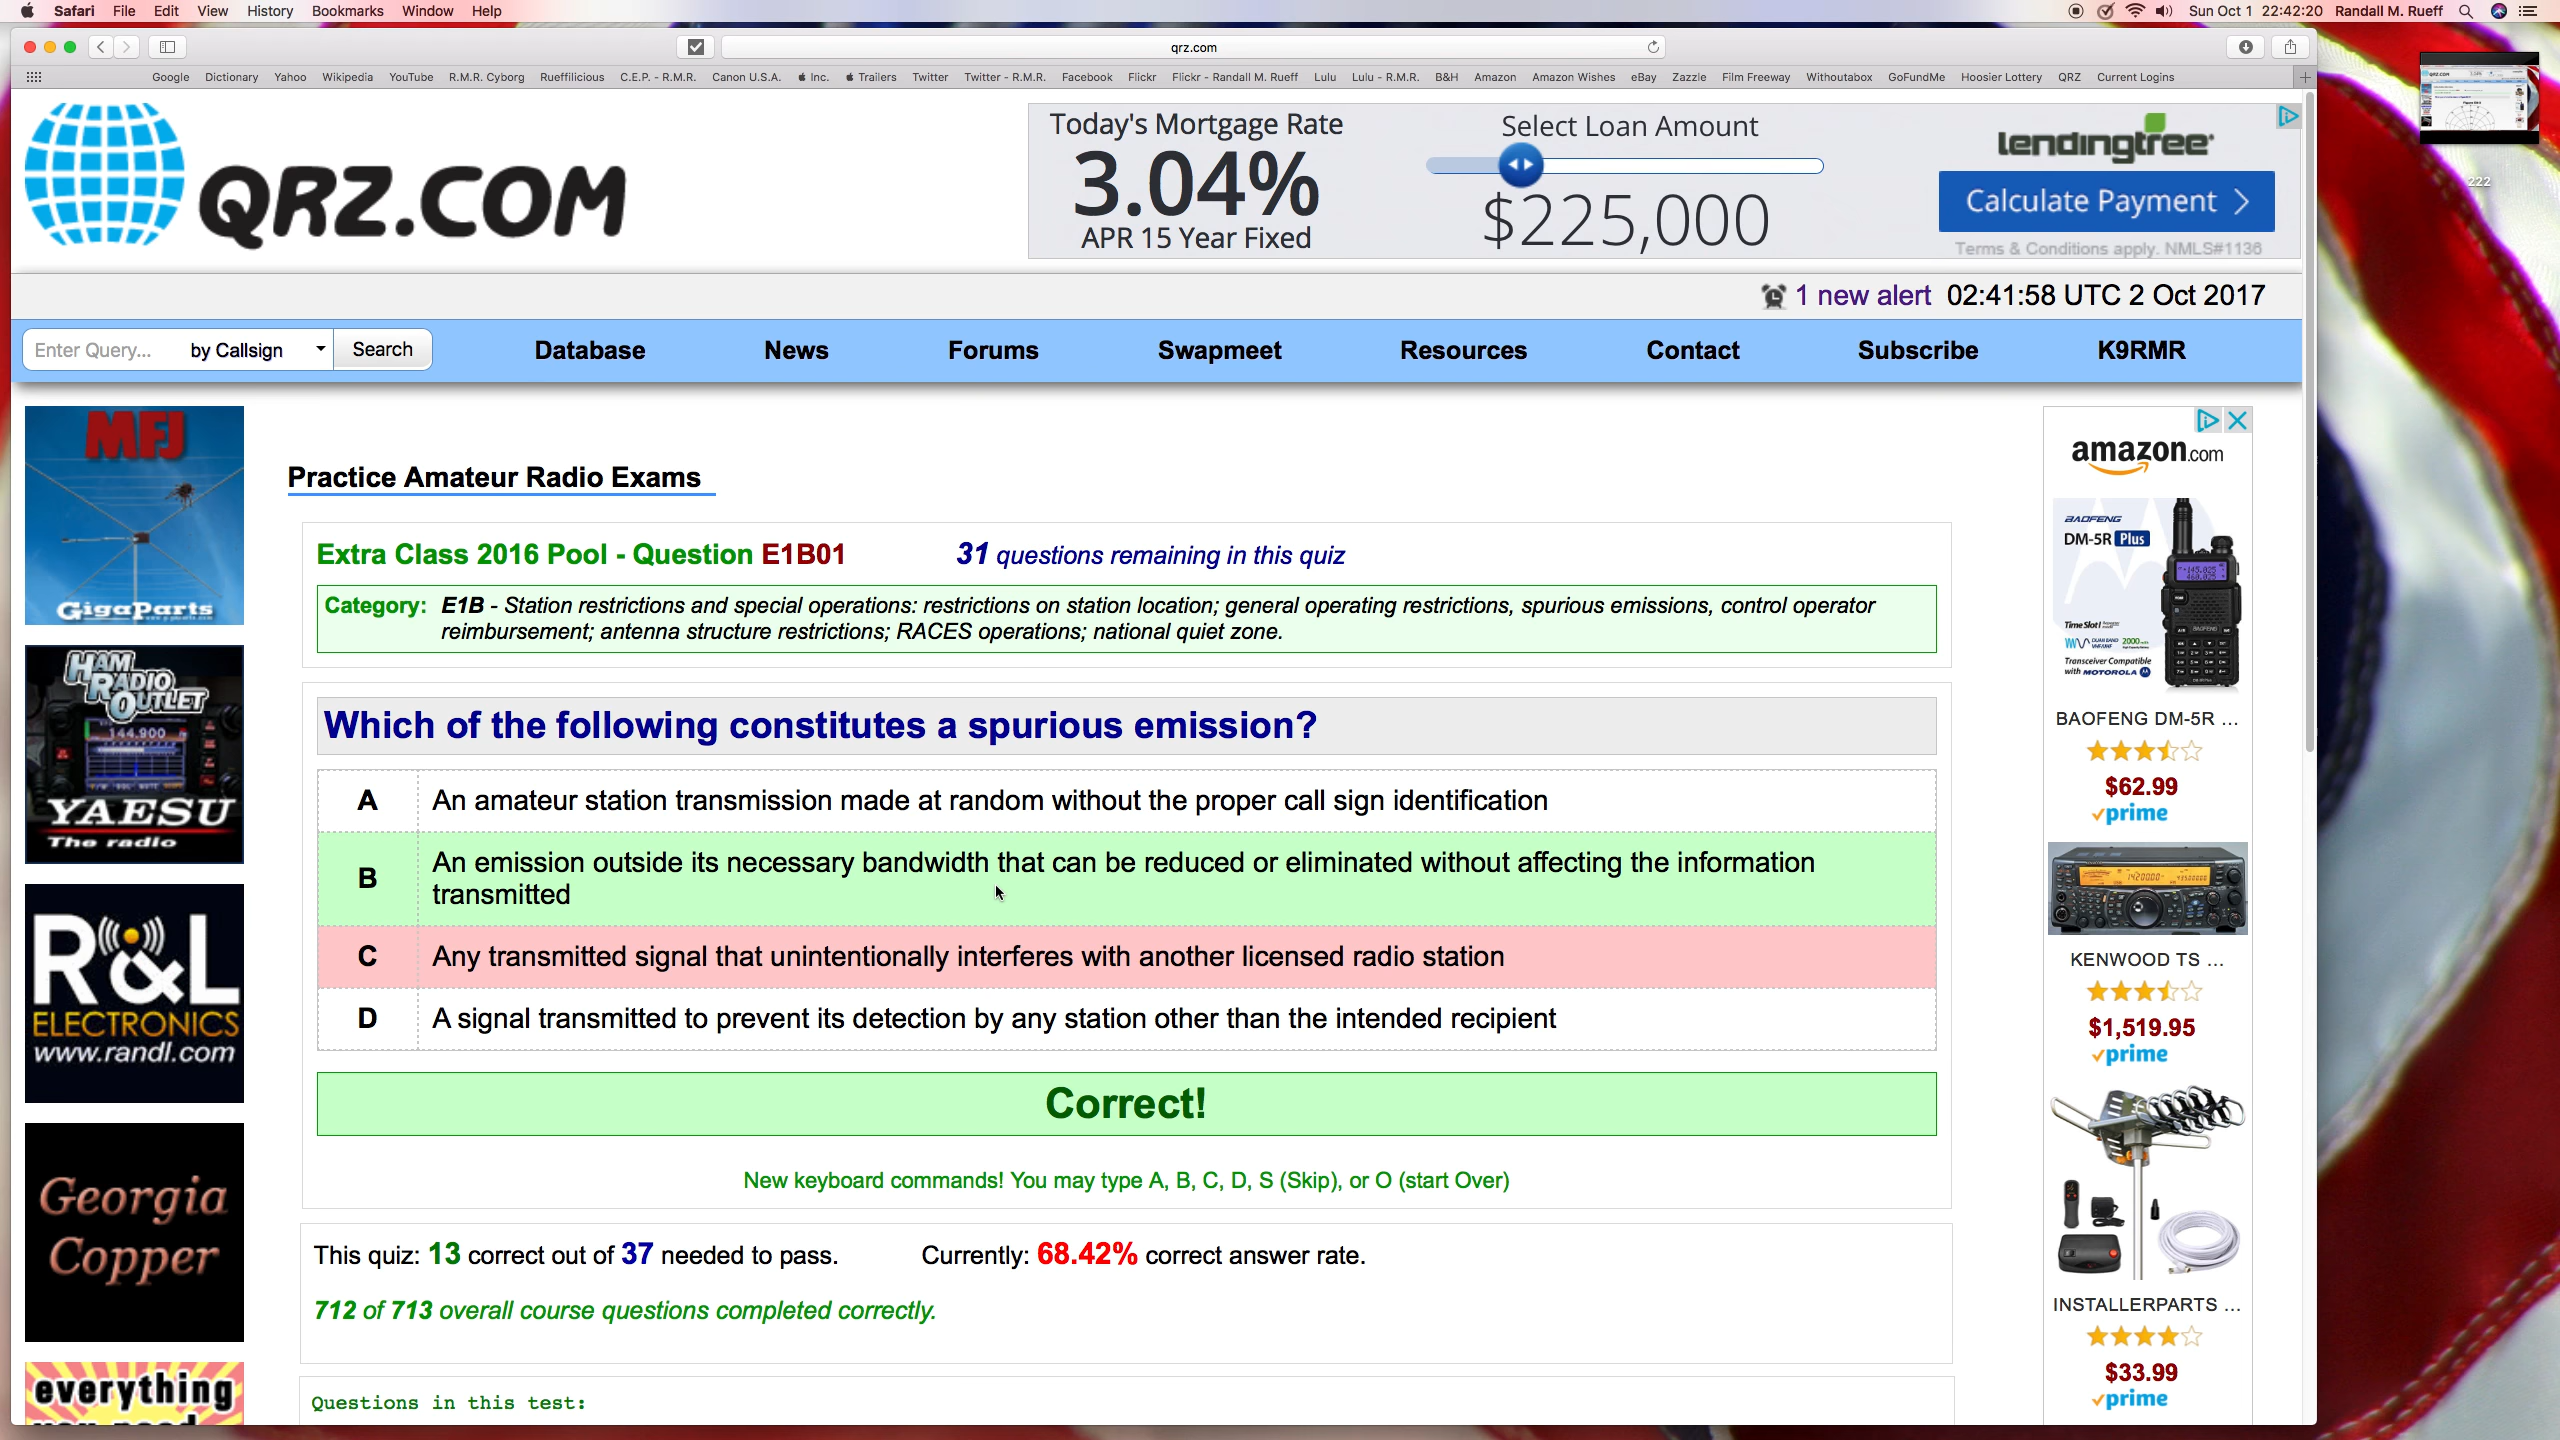 Safari File Edit View History Bookmarks Window Help
Sun Oct 1 22:42:20 Randall M. Rueff
qrz.com
Google Dictionary Yahoo Wikipedia YouTube R.M.R. Cyborg Rueffilicious C.E.P. - R.M.R. Canon U.S.A. Inc. Trailers Twitter Twitter - R.M.R. Facebook Flickr Flickr - Randall M. Rueff Lulu Lulu - R.M.R. B&H Amazon Amazon Wishes eBay Zazzle Film Freeway Withoutabox GoFundMe Hoosier Lottery QRZ Current Logins
222
QRZ.COM
Today's Mortgage Rate
3.04%
APR 15 Year Fixed
Select Loan Amount
$225,000
lendingtree
Calculate Payment
Terms & Conditions apply. NMLS#1136
1 new alert 02:41:58 UTC 2 Oct 2017
Enter Query... by Callsign Search Database News Forums Swapmeet Resources Contact Subscribe K9RMR
MFJ
GigaParts
HAM RADIO OUTLET
144.900
YAESU
The radio
R&L
ELECTRONICS
www.randl.com
Georgia
Copper
everything
Practice Amateur Radio Exams
Extra Class 2016 Pool - Question E1B01 31 questions remaining in this quiz
Category: E1B - Station restrictions and special operations: restrictions on station location; general operating restrictions, spurious emissions, control operator
reimbursement; antenna structure restrictions; RACES operations; national quiet zone.
Which of the following constitutes a spurious emission?
A An amateur station transmission made at random without the proper call sign identification
B An emission outside its necessary bandwidth that can be reduced or eliminated without affecting the information
transmitted
C Any transmitted signal that unintentionally interferes with another licensed radio station
D A signal transmitted to prevent its detection by any station other than the intended recipient
Correct!
New keyboard commands! You may type A, B, C, D, S (Skip), or O (start Over)
This quiz: 13 correct out of 37 needed to pass. Currently: 68.42% correct answer rate.
712 of 713 overall course questions completed correctly.
Questions in this test:
amazon.com
BAOFENG
DM-5R Plus
Time Slot1
DUAL BAND VHF/UHF 2000
Transceiver Compatible
with MOTOROLA
BAOFENG DM-5R ...
$62.99
prime
KENWOOD TS ...
$1,519.95
prime
INSTALLERPARTS ...
$33.99
prime